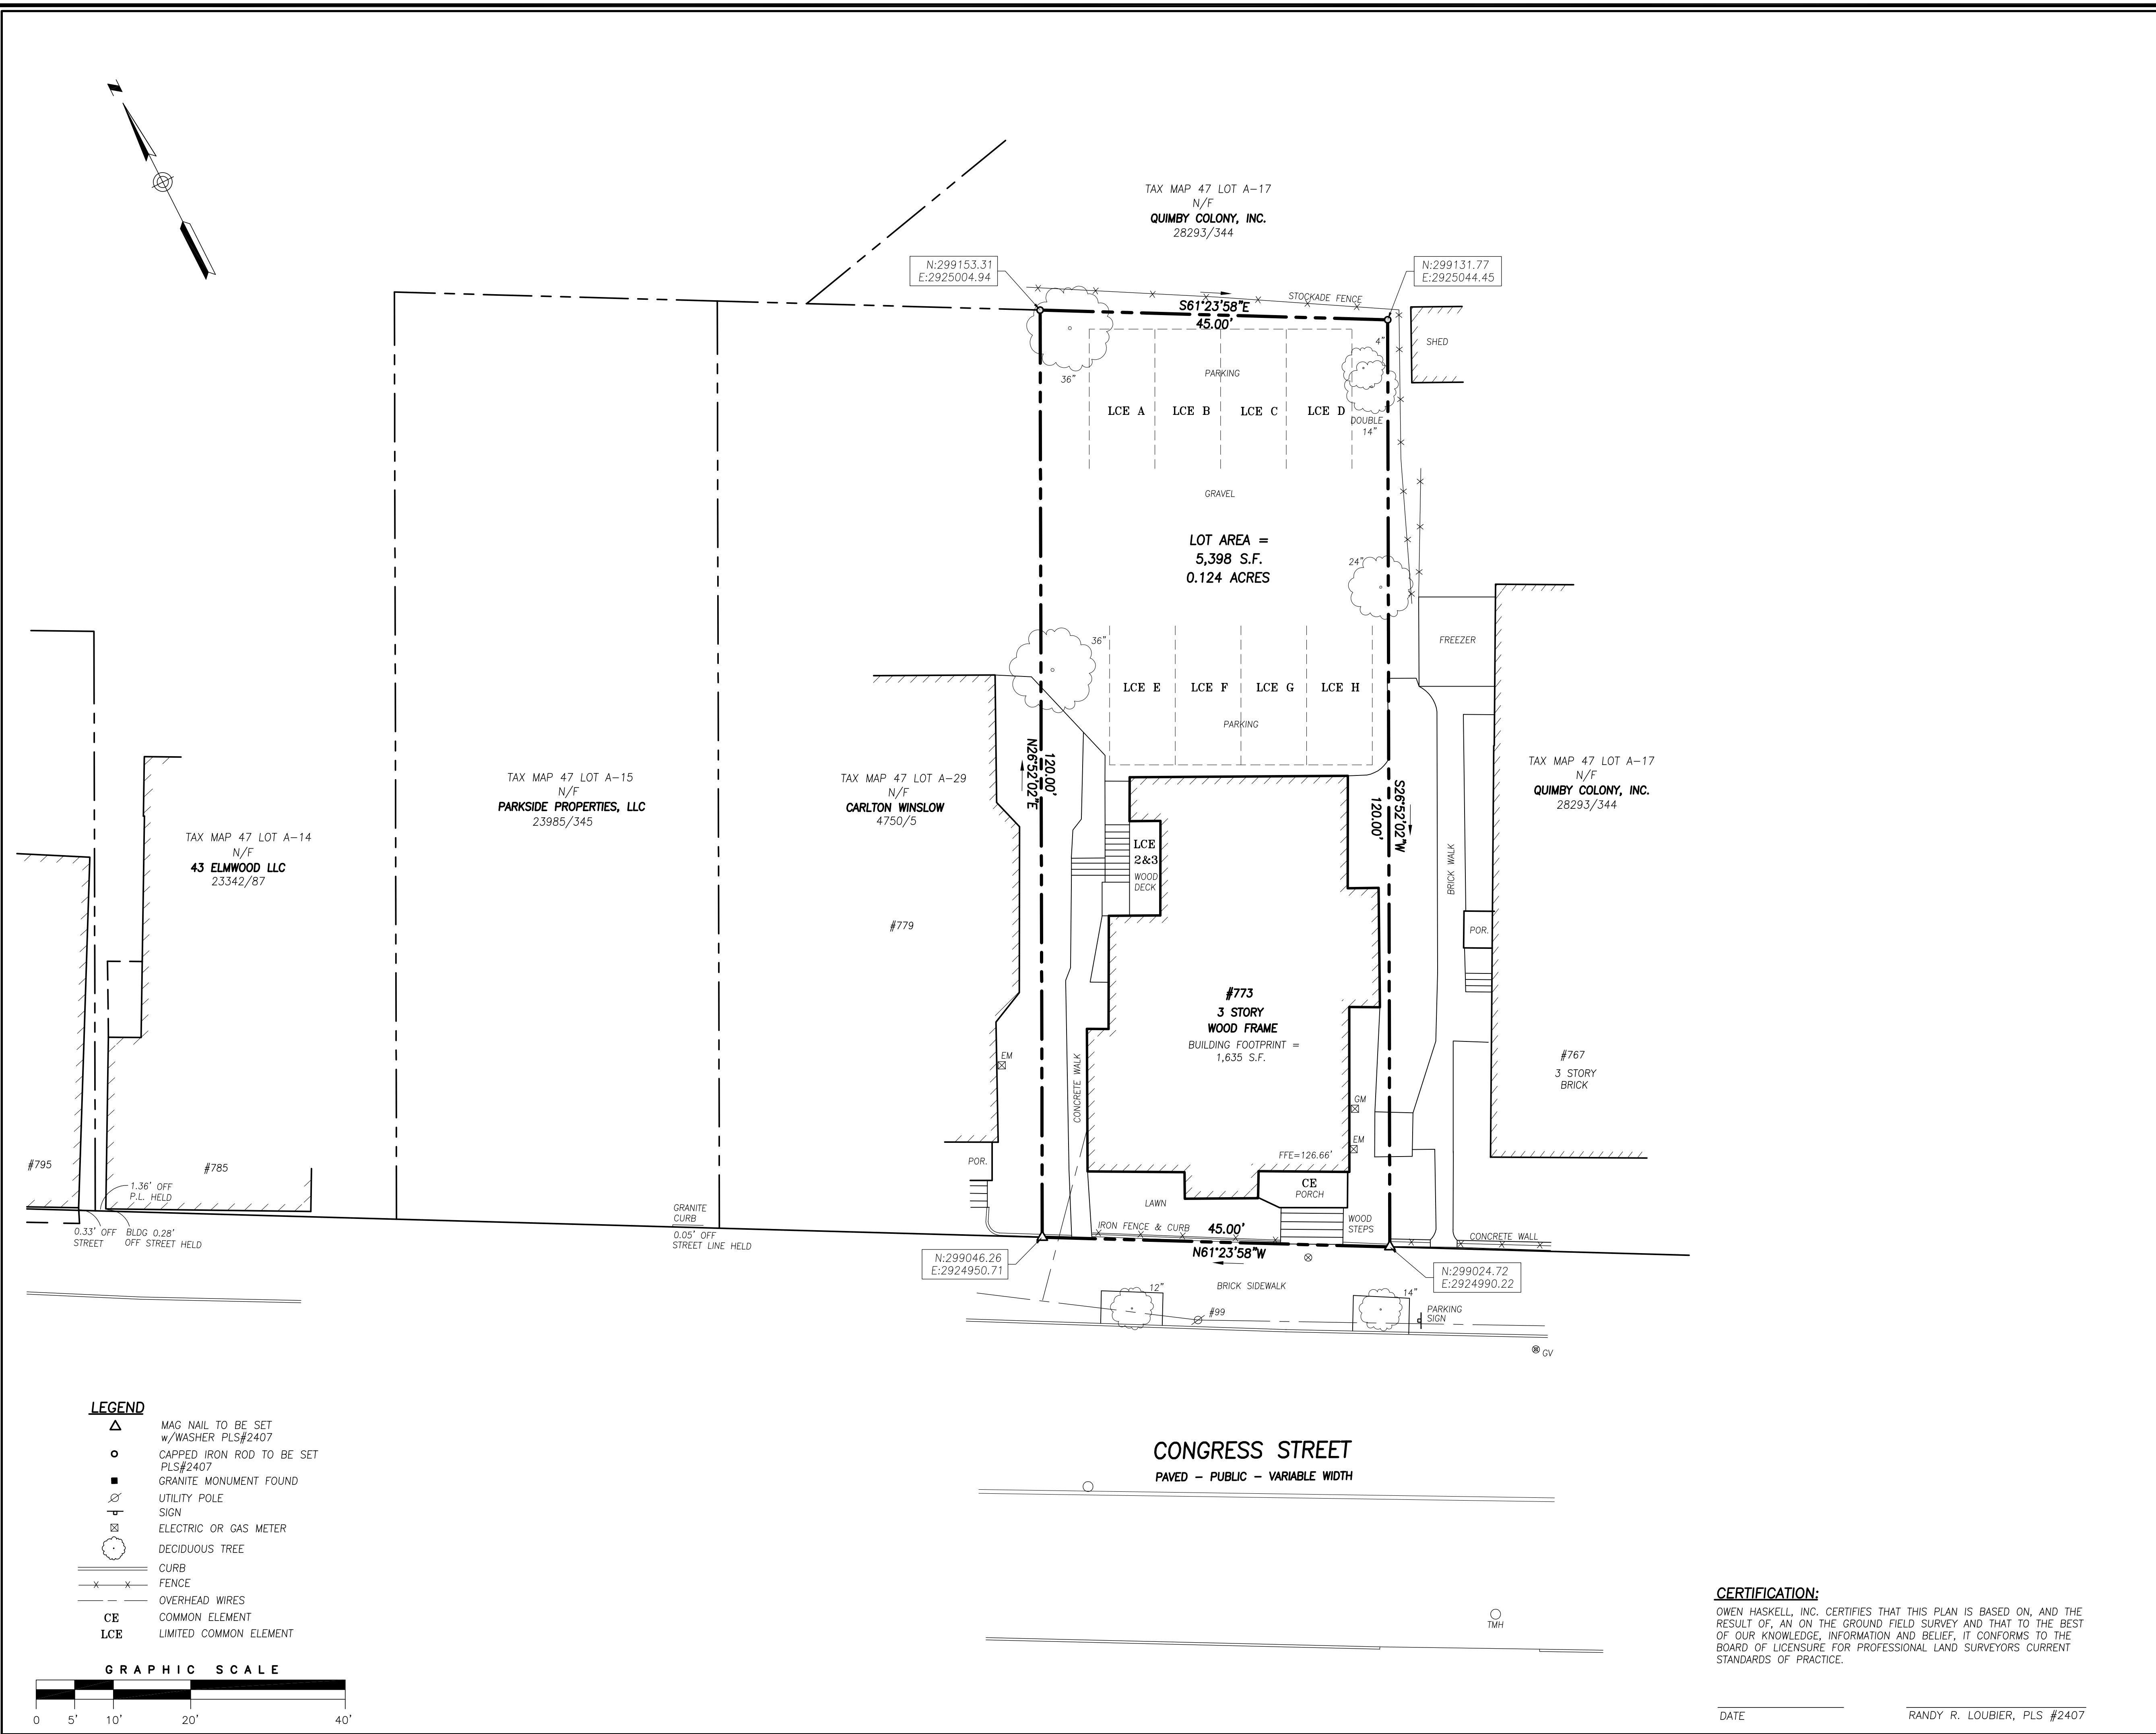 N
TAX MAP 47 LOT A-17
N/F
QUIMBY COLONY, INC.
28293/344
N:299153.31
E:2925004.94
N:299131.77
E:2925044.45
STOCKADE FENCE
S61°23'58"E
45.00'
SHED
4"
36"
PARKING
LCE A
LCE B
LCE C
LCE D
DOUBLE
14"
GRAVEL
LOT AREA =
5,398 S.F.
0.124 ACRES
24"
36"
FREEZER
LCE E
LCE F
LCE G
LCE H
PARKING
N26°52'02"E
120.00'
S26°52'02"W
120.00'
TAX MAP 47 LOT A-14
N/F
43 ELMWOOD LLC
23342/87
TAX MAP 47 LOT A-15
N/F
PARKSIDE PROPERTIES, LLC
23985/345
TAX MAP 47 LOT A-29
N/F
CARLTON WINSLOW
4750/5
TAX MAP 47 LOT A-17
N/F
QUIMBY COLONY, INC.
28293/344
LCE
2&3
WOOD
DECK
BRICK WALK
#779
POR.
#773
3 STORY
WOOD FRAME
BUILDING FOOTPRINT =
1,635 S.F.
EM
CONCRETE WALK
#767
3 STORY
BRICK
GM
EM
FFE=126.66'
POR.
CE
PORCH
#795
#785
1.36' OFF
P.L. HELD
0.33' OFF
STREET
BLDG 0.28'
OFF STREET HELD
GRANITE
CURB
0.05' OFF
STREET LINE HELD
LAWN
WOOD
STEPS
IRON FENCE & CURB
45.00'
N61°23'58"W
CONCRETE WALL
N:299046.26
E:2924950.71
N:299024.72
E:2924990.22
BRICK SIDEWALK
12"
#99
14"
PARKING
SIGN
GV
CONGRESS STREET
PAVED - PUBLIC - VARIABLE WIDTH
TMH
LEGEND
MAG NAIL TO BE SET
w/WASHER PLS#2407
CAPPED IRON ROD TO BE SET
PLS#2407
GRANITE MONUMENT FOUND
UTILITY POLE
SIGN
ELECTRIC OR GAS METER
DECIDUOUS TREE
CURB
FENCE
OVERHEAD WIRES
CE COMMON ELEMENT
LCE LIMITED COMMON ELEMENT
GRAPHIC SCALE
0 5' 10' 20' 40'
CERTIFICATION:
OWEN HASKELL, INC. CERTIFIES THAT THIS PLAN IS BASED ON, AND THE
RESULT OF, AN ON THE GROUND FIELD SURVEY AND THAT TO THE BEST
OF OUR KNOWLEDGE, INFORMATION AND BELIEF, IT CONFORMS TO THE
BOARD OF LICENSURE FOR PROFESSIONAL LAND SURVEYORS CURRENT
STANDARDS OF PRACTICE.
DATE
RANDY R. LOUBIER, PLS #2407